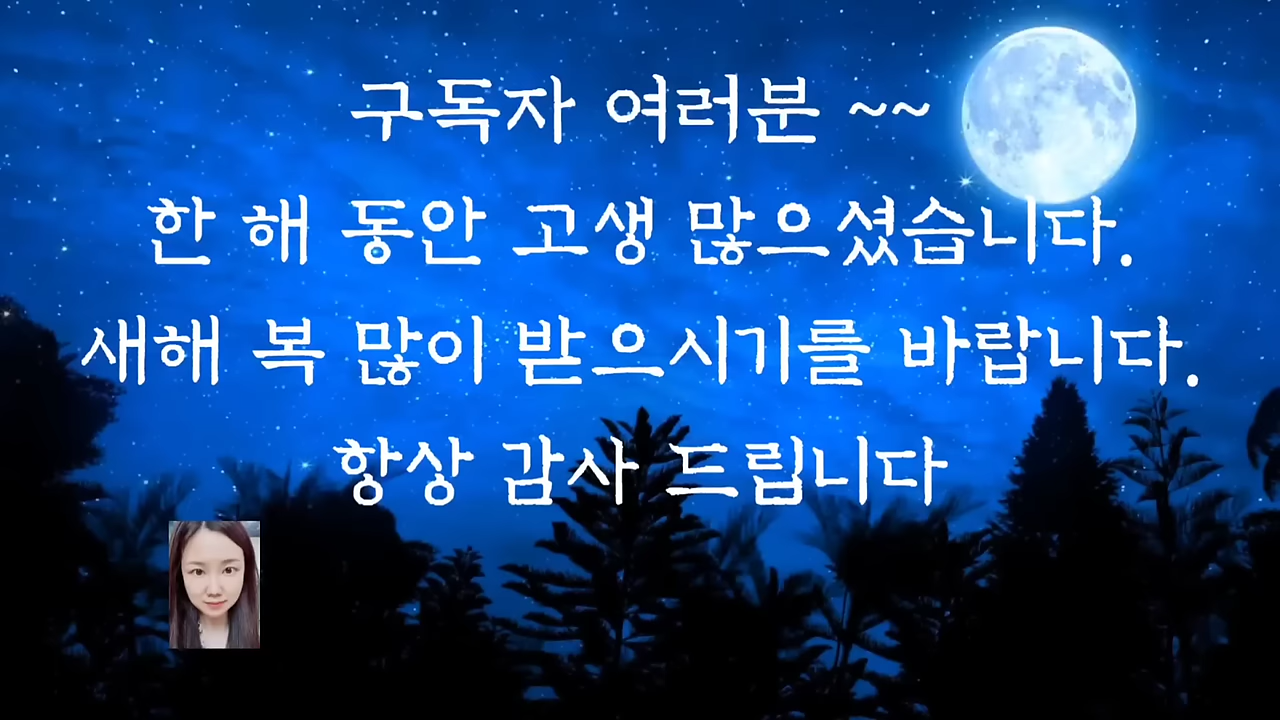 구독자 여러분 ~~
한 해 동안 고생 많으셨습니다.
새해 복 많이 받으시기를 바랍니다.
항상 감사 드립니다